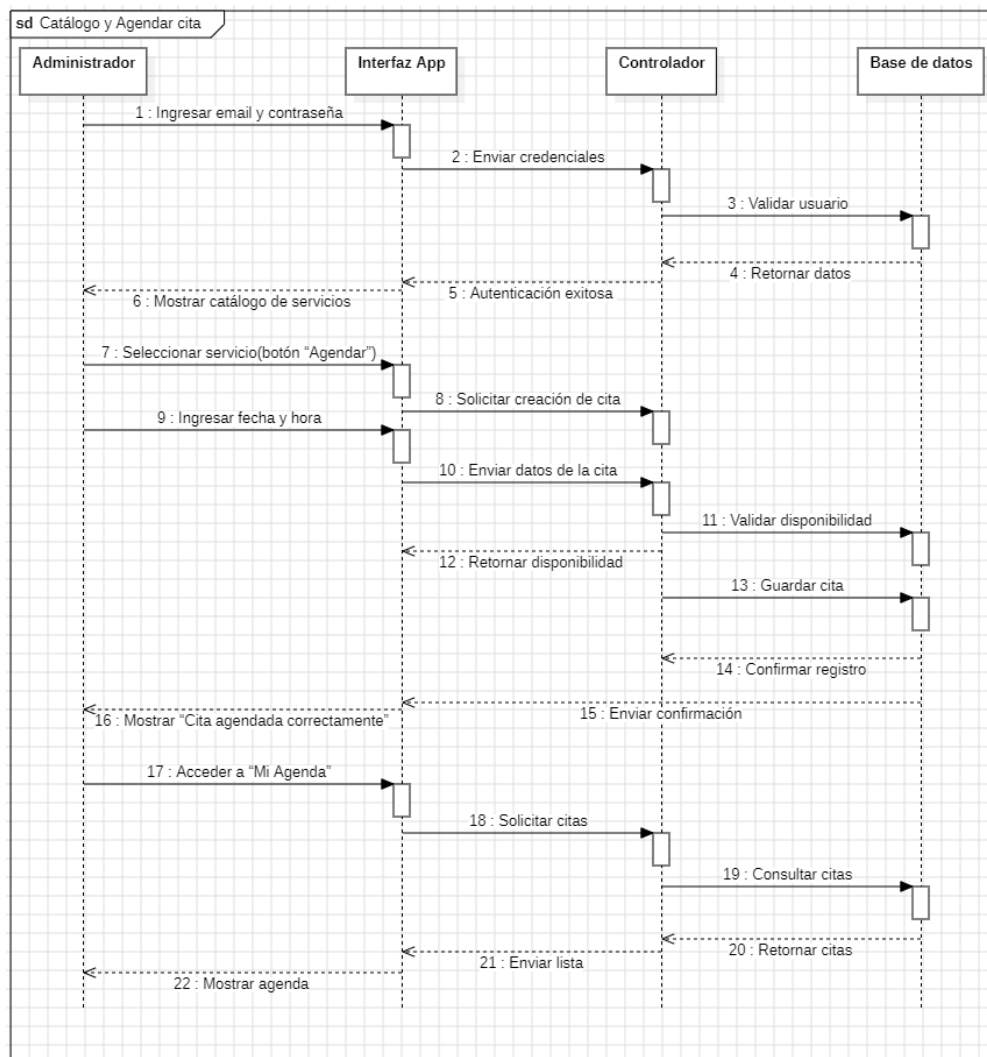 sd Catálogo y Agendar cita
Administrador
Interfaz App
Controlador
Base de datos
1 : Ingresar email y contraseña
2 : Enviar credenciales
3 : Validar usuario
4 : Retornar datos
5 : Autenticación exitosa
6 : Mostrar catálogo de servicios
7 : Seleccionar servicio(botón “Agendar”)
8 : Solicitar creación de cita
9 : Ingresar fecha y hora
10 : Enviar datos de la cita
11 : Validar disponibilidad
12 : Retornar disponibilidad
13 : Guardar cita
14 : Confirmar registro
15 : Enviar confirmación
16 : Mostrar “Cita agendada correctamente”
17 : Acceder a “Mi Agenda”
18 : Solicitar citas
19 : Consultar citas
20 : Retornar citas
21 : Enviar lista
22 : Mostrar agenda